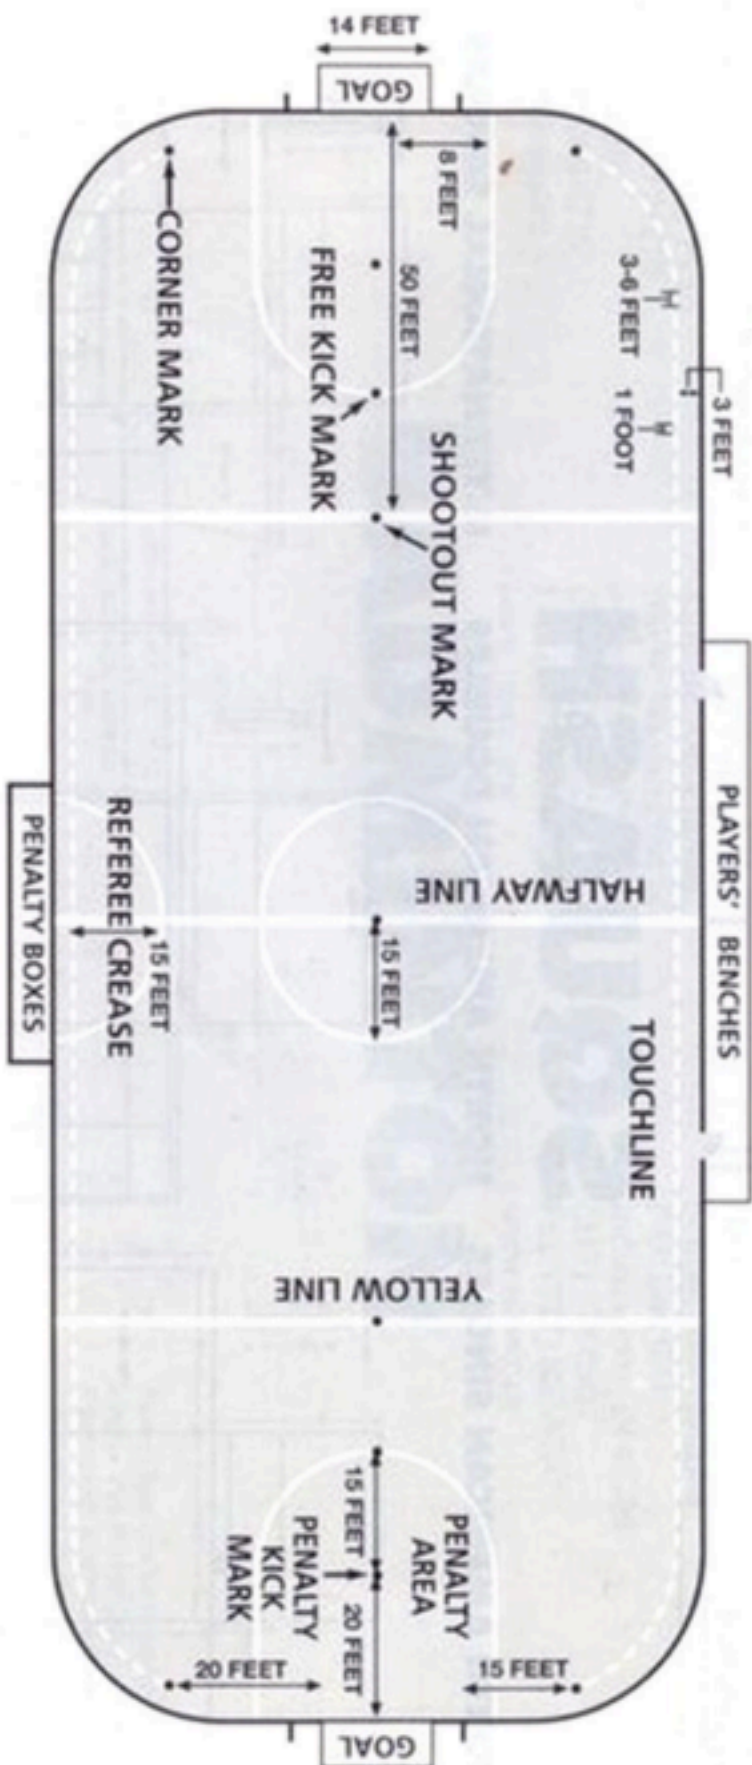 14 FEET
GOAL
8 FEET
50 FEET
CORNER MARK
FREE KICK MARK
SHOOTOUT MARK
3-6 FEET
1 FOOT
3 FEET
PLAYERS' BENCHES
HALFWAY LINE
TOUCHLINE
15 FEET
REFEREE CREASE
15 FEET
PENALTY BOXES
YELLOW LINE
15 FEET
PENALTY
AREA
PENALTY
KICK
MARK
20 FEET
20 FEET
15 FEET
GOAL